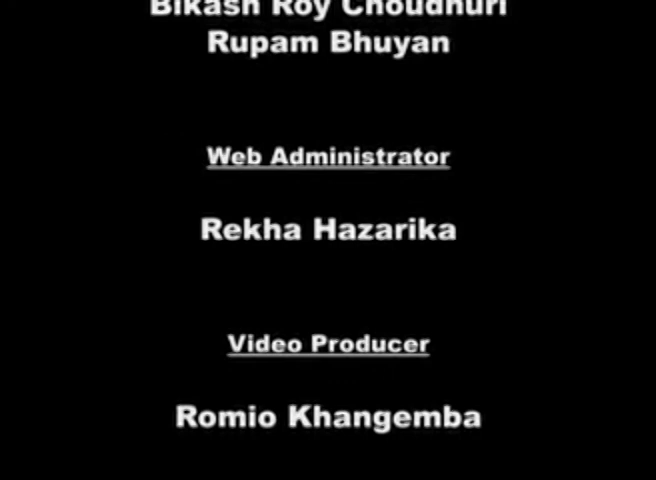 Bikash Roy Choudhuri
Rupam Bhuyan
Web Administrator
Rekha Hazarika
Video Producer
Romio Khangemba